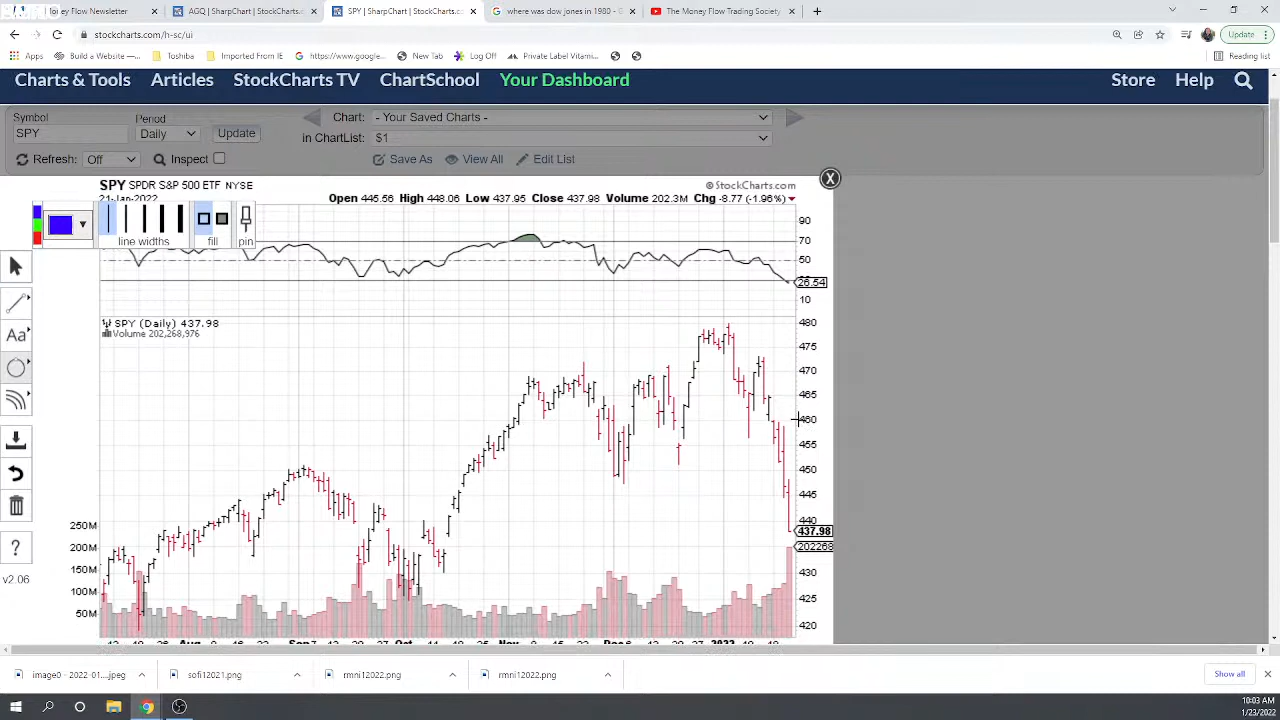 oney Flow Newsletter
AGQ | SharpChart | StockCharts.c
SPY | SharpChart | StockCharts.co
where was dow jones in 1980 - G
The Money Flow Trading Society
stockcharts.com/h-sc/ui
Update
Apps
Build a Website —...
Toshiba
Imported From IE
https://www.google...
New Tab
Log Off
Private Label Vitami...
Reading list
Charts & Tools
Articles
StockCharts TV
ChartSchool
Your Dashboard
Store
Help
Symbol
Period
Chart:
- Your Saved Charts -
SPY
Daily
Update
in ChartList:
$1
Refresh:
Off
Inspect
Save As
View All
Edit List
X
SPY SPDR S&P 500 ETF NYSE
© StockCharts.com
21-Jan-2022
Open 445.56 High 448.06 Low 437.95 Close 437.98 Volume 202.3M Chg -8.77 (-1.96%)
line widths
fill
pin
90
70
50
26.54
10
SPY (Daily) 437.98
Volume 202,268,976
480
475
470
465
460
455
450
445
440
437.98
202268
430
425
420
250M
200M
150M
100M
50M
Aa
?
v2.06
image0 - 2022-01....jpeg
sofi12021.png
rmni12022.png
rmni12022.png
Show all
10:03 AM
1/23/2022